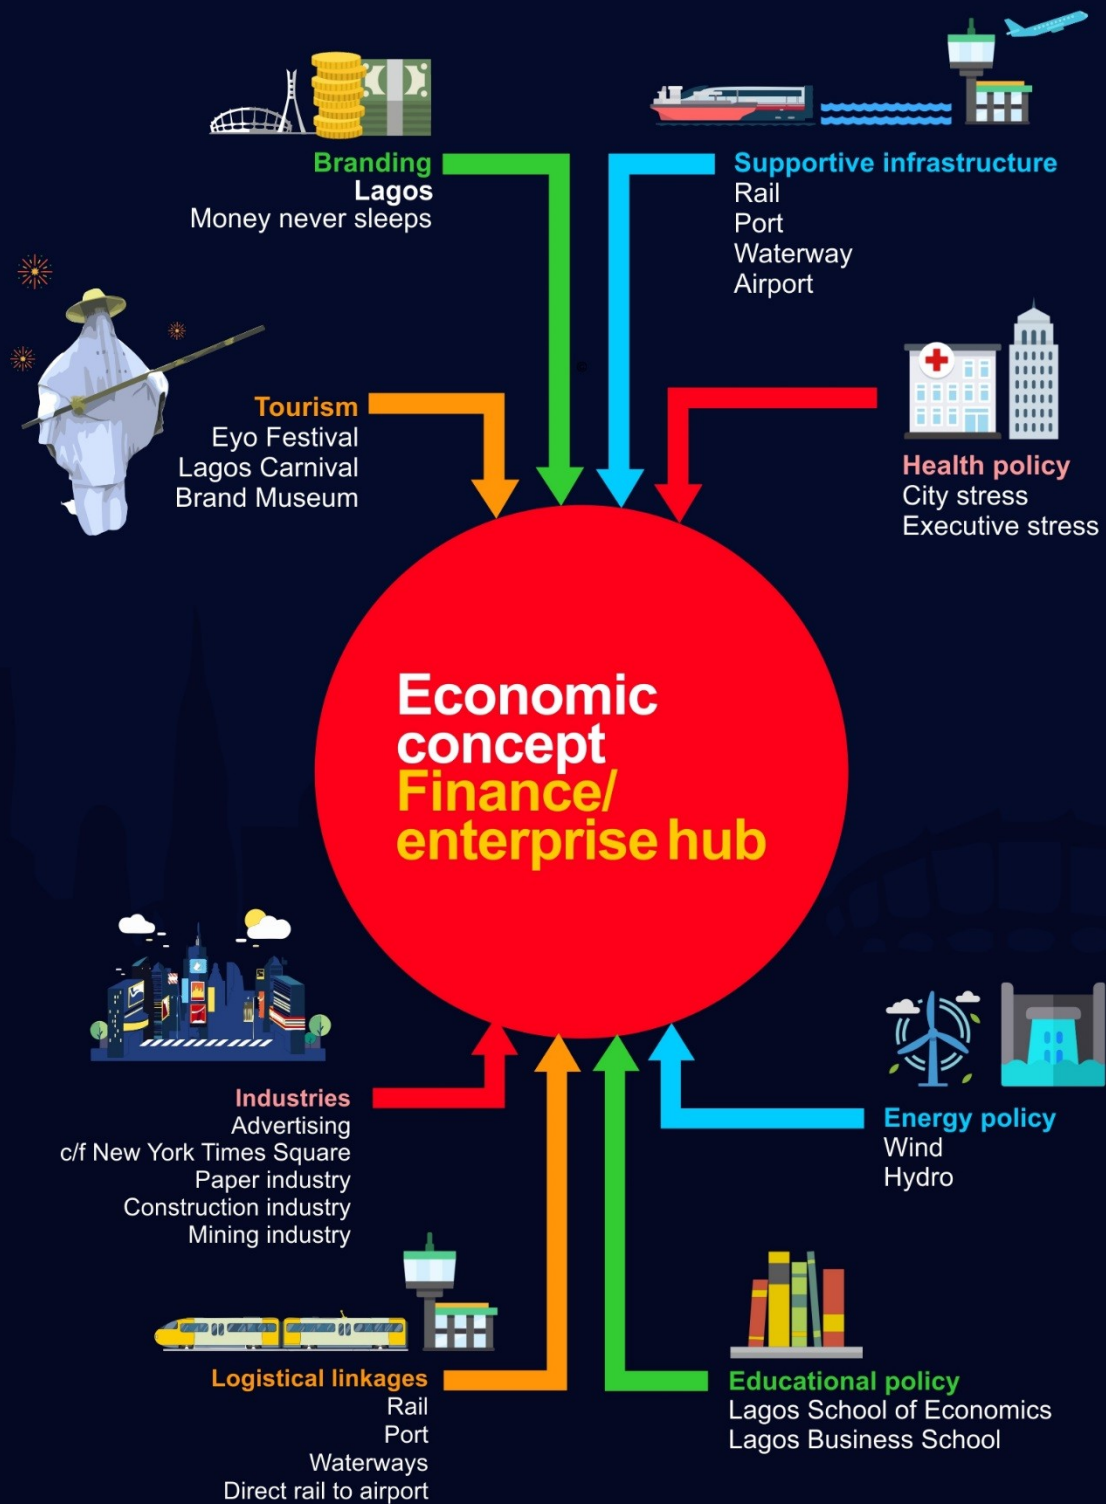 Branding
Lagos
Money never sleeps
Supportive infrastructure
Rail
Port
Waterway
Airport
Tourism
Eyo Festival
Lagos Carnival
Brand Museum
Health policy
City stress
Executive stress
Economic
concept
Finance/
enterprise hub
Industries
Advertising
c/f New York Times Square
Paper industry
Construction industry
Mining industry
Energy policy
Wind
Hydro
Logistical linkages
Rail
Port
Waterways
Direct rail to airport
Educational policy
Lagos School of Economics
Lagos Business School